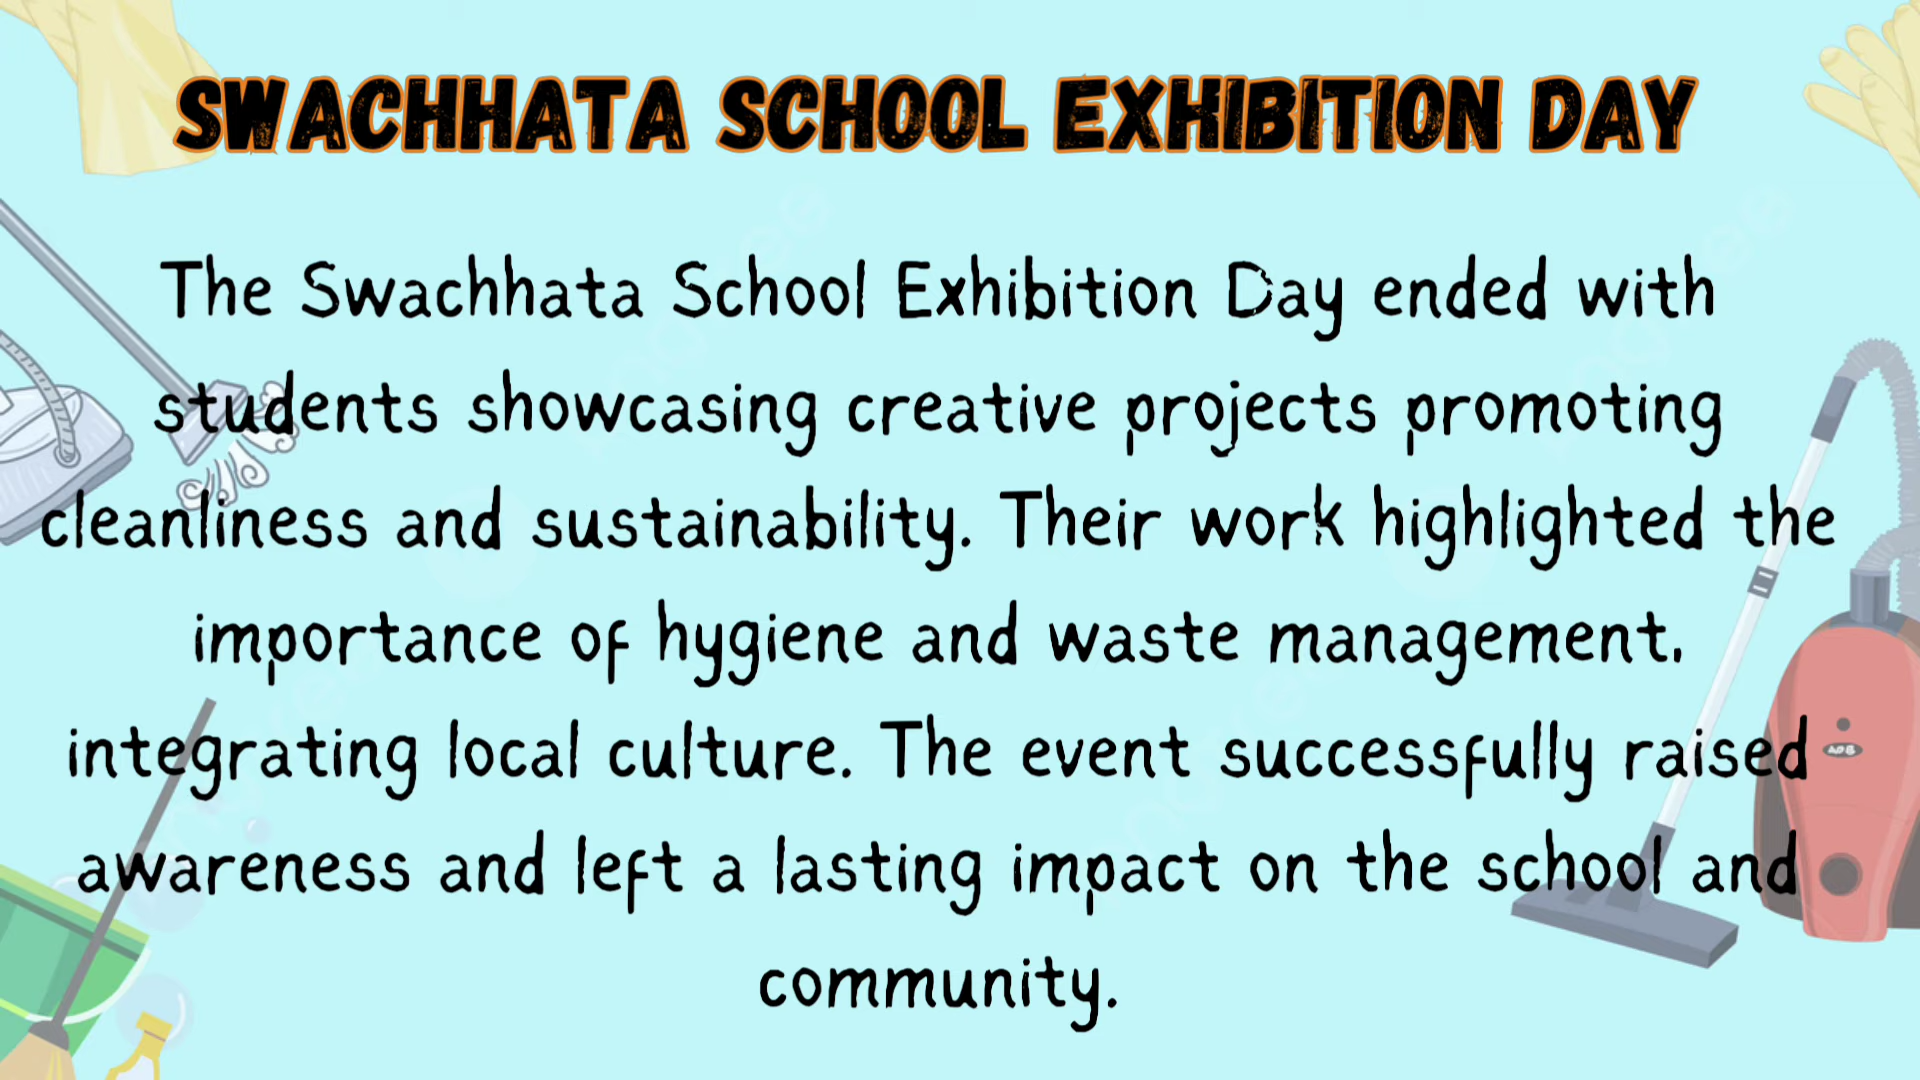 SWACHHATA SCHOOL EXHIBITION DAY
The Swachhata School Exhibition Day ended with
students showcasing creative projects promoting
cleanliness and sustainability. Their work highlighted the
importance of hygiene and waste management,
integrating local culture. The event successfully raised
awareness and left a lasting impact on the school and
community.